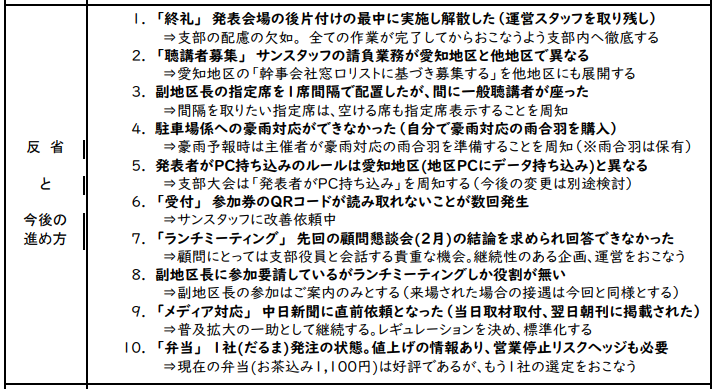 反 省
と
今後の
進め方
1. 「終礼」 発表会場の後片付けの最中に実施し解散した(運営スタッフを取り残し)
⇒支部の配慮の欠如。 全ての作業が完了してからおこなうよう支部内へ徹底する
2. 「聴講者募集」 サンスタッフの請負業務が愛知地区と他地区で異なる
⇒愛知地区の「幹事会社窓口リストに基づき募集する」を他地区にも展開する
3. 副地区長の指定席を1席間隔で配置したが、間に一般聴講者が座った
⇒間隔を取りたい指定席は、空ける席も指定席表示することを周知
4. 駐車場係への豪雨対応ができなかった(自分で豪雨対応の雨合羽を購入)
⇒豪雨予報時は主催者が豪雨対応の雨合羽を準備することを周知(※雨合羽は保有)
5. 発表者がPC持ち込みのルールは愛知地区(地区PCにデータ持ち込み)と異なる
⇒支部大会は「発表者がPC持ち込み」を周知する(今後の変更は別途検討)
6. 「受付」 参加券のQRコードが読み取れないことが数回発生
⇒サンスタッフに改善依頼中
7. 「ランチミーティング」 先回の顧問懇談会(2月)の結論を求められ回答できなかった
⇒顧問にとっては支部役員と会話する貴重な機会。継続性のある企画、運営をおこなう
8. 副地区長に参加要請しているがランチミーティングしか役割が無い
⇒副地区長の参加はご案内のみとする(来場された場合の接遇は今回と同様とする)
9. 「メディア対応」 中日新聞に直前依頼となった(当日取材取付、翌日朝刊に掲載された)
⇒普及拡大の一助として継続する。レギュレーションを決め、標準化する
10. 「弁当」 1社(だるま)発注の状態。値上げの情報あり、営業停止リスクヘッジも必要
⇒現在の弁当(お茶込み1,100円)は好評であるが、もう1社の選定をおこなう